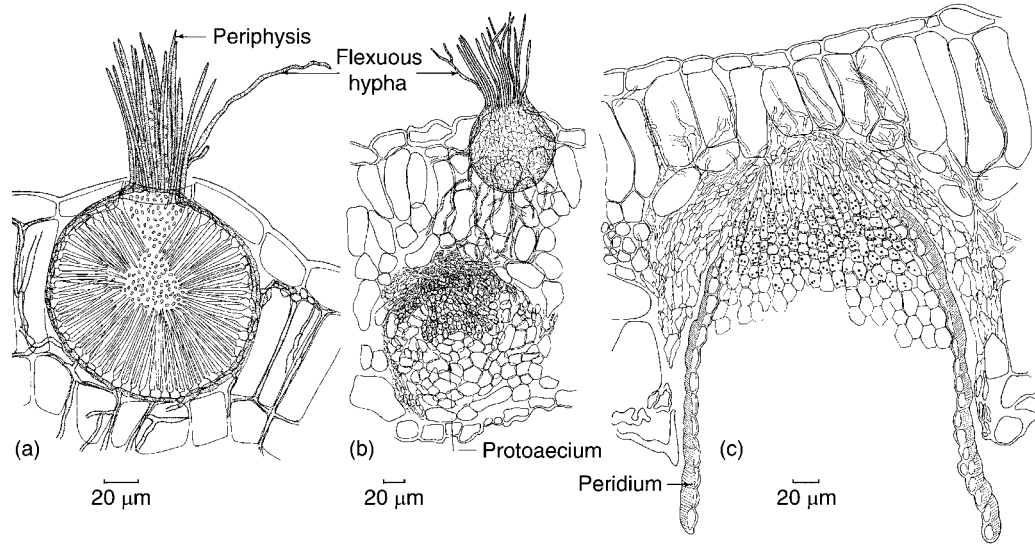 Periphysis
Flexuous
hypha
(a)
(b)
(c)
Protoaecium
Peridium
20 μm
20 μm
20 μm